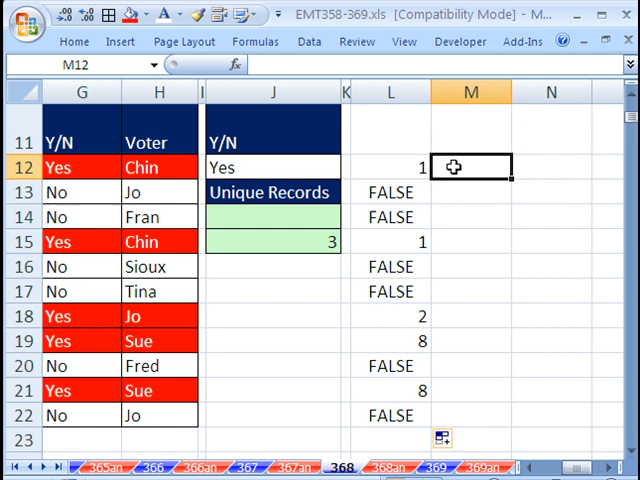 EMT358-369.xls [Compatibility Mode] - M...
Home Insert Page Layout Formulas Data Review View Developer Add-Ins
M12 fx
G H I J K L M N
11 Y/N Voter Y/N
12 Yes Chin Yes 1
13 No Jo Unique Records FALSE
14 No Fran FALSE
15 Yes Chin 3 1
16 No Sioux FALSE
17 No Tina FALSE
18 Yes Jo 2
19 Yes Sue 8
20 No Fred FALSE
21 Yes Sue 8
22 No Jo FALSE
23
365an 366 366an 367 367an 368 368an 369 369an